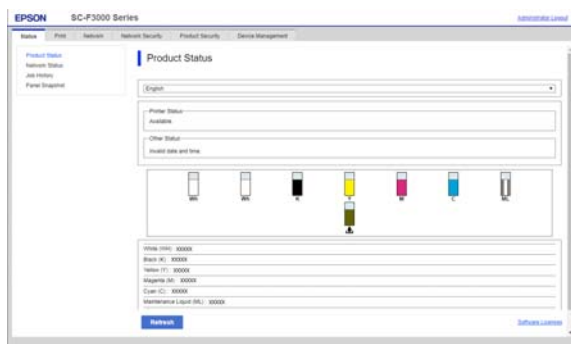 EPSON SC-F3000 Series
Administrator Logout
Status Print Network Network Security Product Security Device Management
Product Status
Network Status
Job History
Panel Snapshot
Product Status
English
Printer Status
Available
Other Status
Invalid date and time.
Wh Wh K Y M C ML
White (WH): XXXXX
Black (K): XXXXX
Yellow (Y): XXXXX
Magenta (M): XXXXX
Cyan (C): XXXXX
Maintenance Liquid (ML): XXXXX
Refresh
Software Licenses